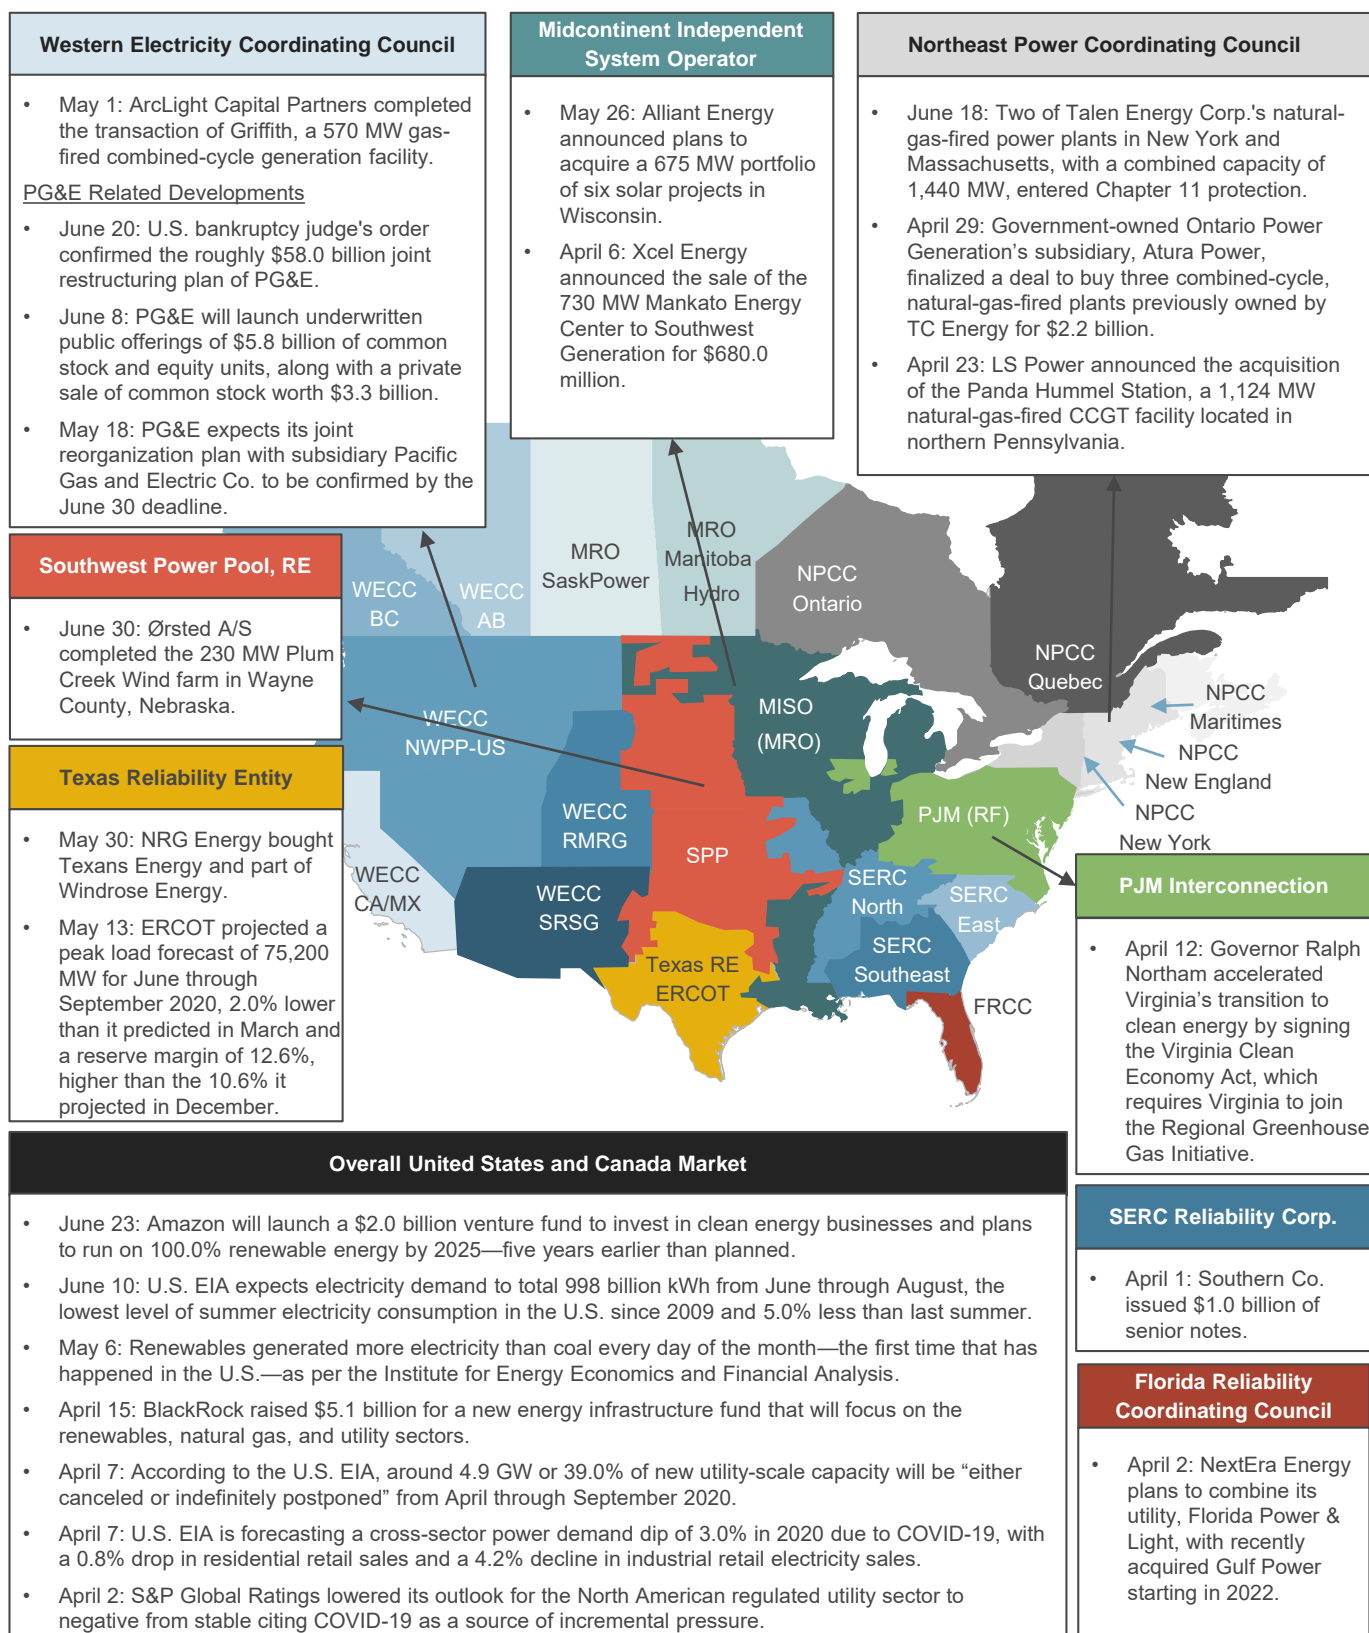 Western Electricity Coordinating Council
• May 1: ArcLight Capital Partners completed
the transaction of Griffith, a 570 MW gas-
fired combined-cycle generation facility.
PG&E Related Developments
• June 20: U.S. bankruptcy judge's order
confirmed the roughly $58.0 billion joint
restructuring plan of PG&E.
• June 8: PG&E will launch underwritten
public offerings of $5.8 billion of common
stock and equity units, along with a private
sale of common stock worth $3.3 billion.
• May 18: PG&E expects its joint
reorganization plan with subsidiary Pacific
Gas and Electric Co. to be confirmed by the
June 30 deadline.
Midcontinent Independent
System Operator
• May 26: Alliant Energy
announced plans to
acquire a 675 MW portfolio
of six solar projects in
Wisconsin.
• April 6: Xcel Energy
announced the sale of the
730 MW Mankato Energy
Center to Southwest
Generation for $680.0
million.
Northeast Power Coordinating Council
• June 18: Two of Talen Energy Corp.'s natural-
gas-fired power plants in New York and
Massachusetts, with a combined capacity of
1,440 MW, entered Chapter 11 protection.
• April 29: Government-owned Ontario Power
Generation’s subsidiary, Atura Power,
finalized a deal to buy three combined-cycle,
natural-gas-fired plants previously owned by
TC Energy for $2.2 billion.
• April 23: LS Power announced the acquisition
of the Panda Hummel Station, a 1,124 MW
natural-gas-fired CCGT facility located in
northern Pennsylvania.
Southwest Power Pool, RE
• June 30: Ørsted A/S
completed the 230 MW Plum
Creek Wind farm in Wayne
County, Nebraska.
Texas Reliability Entity
• May 30: NRG Energy bought
Texans Energy and part of
Windrose Energy.
• May 13: ERCOT projected a
peak load forecast of 75,200
MW for June through
September 2020, 2.0% lower
than it predicted in March and
a reserve margin of 12.6%,
higher than the 10.6% it
projected in December.
WECC
BC
WECC
AB
MRO
SaskPower
MRO
Manitoba
Hydro
NPCC
Ontario
NPCC
Quebec
NPCC
Maritimes
NPCC
New England
NPCC
New York
WECC
NWPP-US
MISO
(MRO)
WECC
RMRG
SPP
PJM (RF)
WECC
CA/MX
WECC
SRSG
SERC
North
SERC
East
SERC
Southeast
Texas RE
ERCOT
FRCC
PJM Interconnection
• April 12: Governor Ralph
Northam accelerated
Virginia’s transition to
clean energy by signing
the Virginia Clean
Economy Act, which
requires Virginia to join
the Regional Greenhouse
Gas Initiative.
SERC Reliability Corp.
• April 1: Southern Co.
issued $1.0 billion of
senior notes.
Florida Reliability
Coordinating Council
• April 2: NextEra Energy
plans to combine its
utility, Florida Power &
Light, with recently
acquired Gulf Power
starting in 2022.
Overall United States and Canada Market
• June 23: Amazon will launch a $2.0 billion venture fund to invest in clean energy businesses and plans
to run on 100.0% renewable energy by 2025—five years earlier than planned.
• June 10: U.S. EIA expects electricity demand to total 998 billion kWh from June through August, the
lowest level of summer electricity consumption in the U.S. since 2009 and 5.0% less than last summer.
• May 6: Renewables generated more electricity than coal every day of the month—the first time that has
happened in the U.S.—as per the Institute for Energy Economics and Financial Analysis.
• April 15: BlackRock raised $5.1 billion for a new energy infrastructure fund that will focus on the
renewables, natural gas, and utility sectors.
• April 7: According to the U.S. EIA, around 4.9 GW or 39.0% of new utility-scale capacity will be “either
canceled or indefinitely postponed” from April through September 2020.
• April 7: U.S. EIA is forecasting a cross-sector power demand dip of 3.0% in 2020 due to COVID-19, with
a 0.8% drop in residential retail sales and a 4.2% decline in industrial retail electricity sales.
• April 2: S&P Global Ratings lowered its outlook for the North American regulated utility sector to
negative from stable citing COVID-19 as a source of incremental pressure.